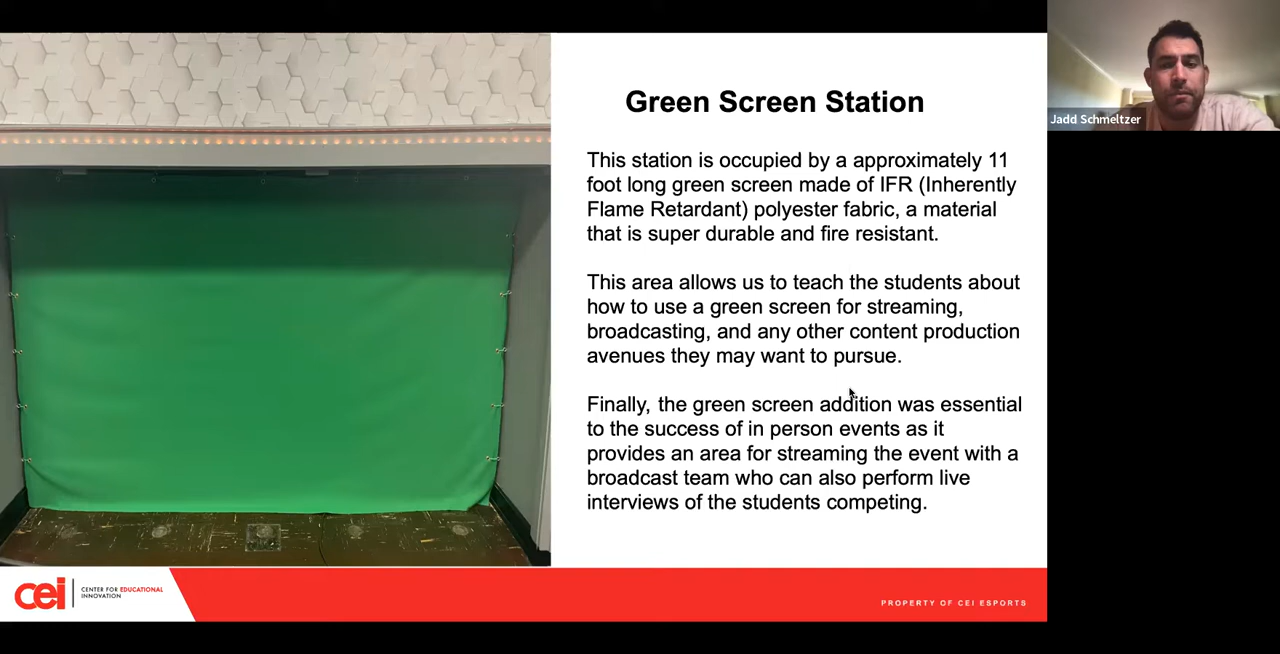 Green Screen Station
Jadd Schmeltzer
This station is occupied by a approximately 11
foot long green screen made of IFR (Inherently
Flame Retardant) polyester fabric, a material
that is super durable and fire resistant.
This area allows us to teach the students about
how to use a green screen for streaming,
broadcasting, and any other content production
avenues they may want to pursue.
Finally, the green screen addition was essential
to the success of in person events as it
provides an area for streaming the event with a
broadcast team who can also perform live
interviews of the students competing.
cei
CENTER FOR EDUCATIONAL
INNOVATION
PROPERTY OF CEI ESPORTS